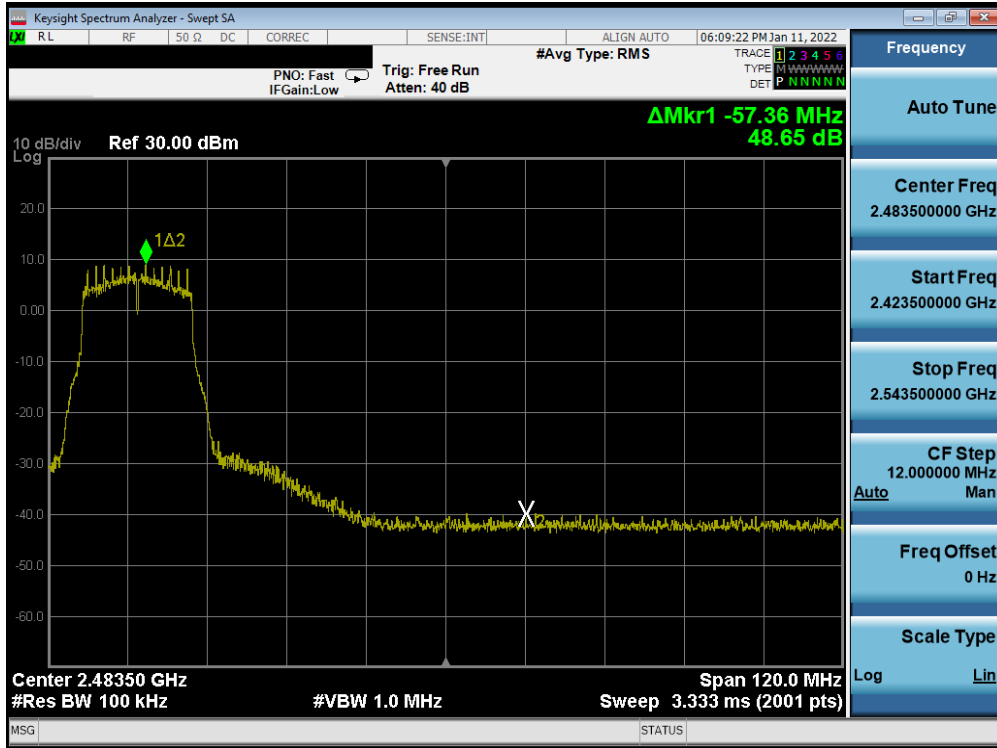 Keysight Spectrum Analyzer - Swept SA
LXI RL RF 50 Ω DC CORREC SENSE:INT ALIGN AUTO 06:09:22 PM Jan 11, 2022
#Avg Type: RMS
TRACE 1 2 3 4 5 6
TYPE M W W W W W
DET P N N N N N
PNO: Fast Trig: Free Run
IFGain:Low Atten: 40 dB
ΔMkr1 -57.36 MHz
48.65 dB
10 dB/div Ref 30.00 dBm
Log
20.0
10.0
0.00
-10.0
-20.0
-30.0
-40.0
-50.0
-60.0
1Δ2
X2
Center 2.48350 GHz Span 120.0 MHz
#Res BW 100 kHz #VBW 1.0 MHz Sweep 3.333 ms (2001 pts)
MSG STATUS
Frequency
Auto Tune
Center Freq
2.483500000 GHz
Start Freq
2.423500000 GHz
Stop Freq
2.543500000 GHz
CF Step
12.000000 MHz
Auto Man
Freq Offset
0 Hz
Scale Type
Log Lin